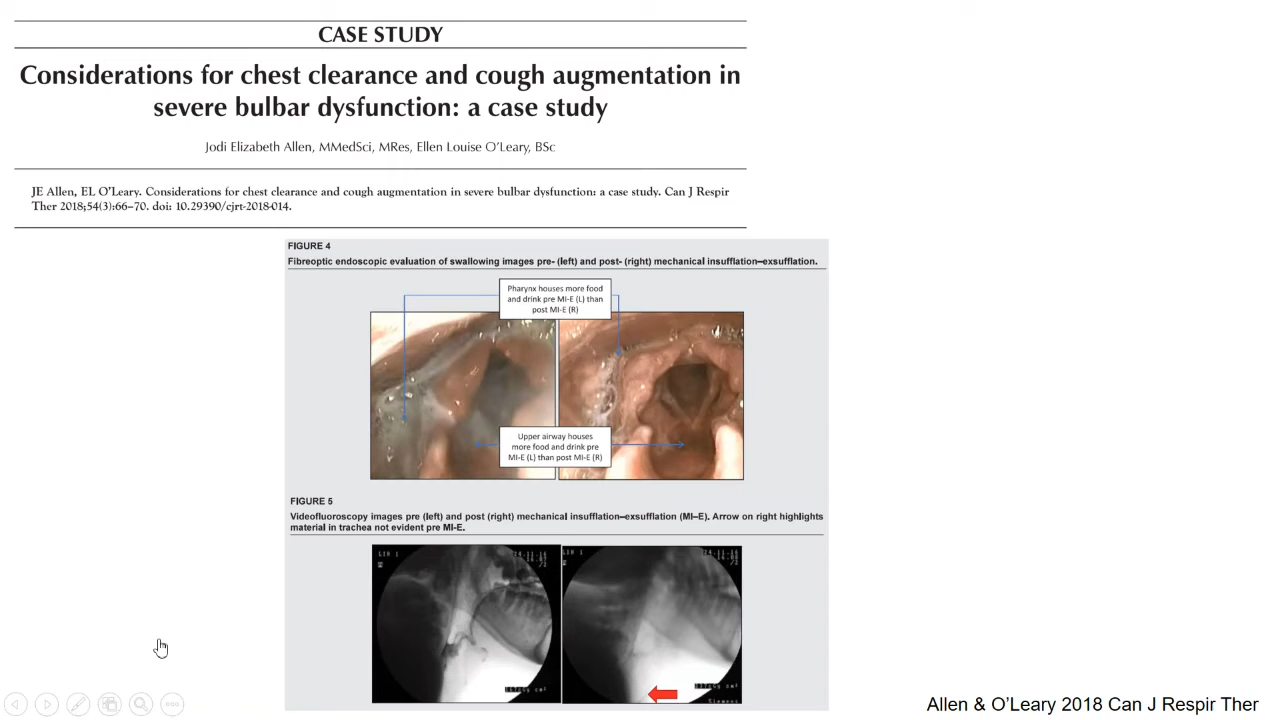 CASE STUDY
Considerations for chest clearance and cough augmentation in
severe bulbar dysfunction: a case study
Jodi Elizabeth Allen, MMedSci, MRes, Ellen Louise O'Leary, BSc
JE Allen, EL O'Leary. Considerations for chest clearance and cough augmentation in severe bulbar dysfunction: a case study. Can J Respir
Ther 2018;54(3):66–70. doi: 10.29390/cjrt-2018-014.
FIGURE 4
Fibreoptic endoscopic evaluation of swallowing images pre- (left) and post- (right) mechanical insufflation–exsufflation.
Pharynx houses more food
and drink pre MI-E (L) than
post MI-E (R)
Upper airway houses
more food and drink pre
MI-E (L) than post MI-E (R)
FIGURE 5
Videofluoroscopy images pre (left) and post (right) mechanical insufflation–exsufflation (MI–E). Arrow on right highlights
material in trachea not evident pre MI-E.
Allen & O'Leary 2018 Can J Respir Ther